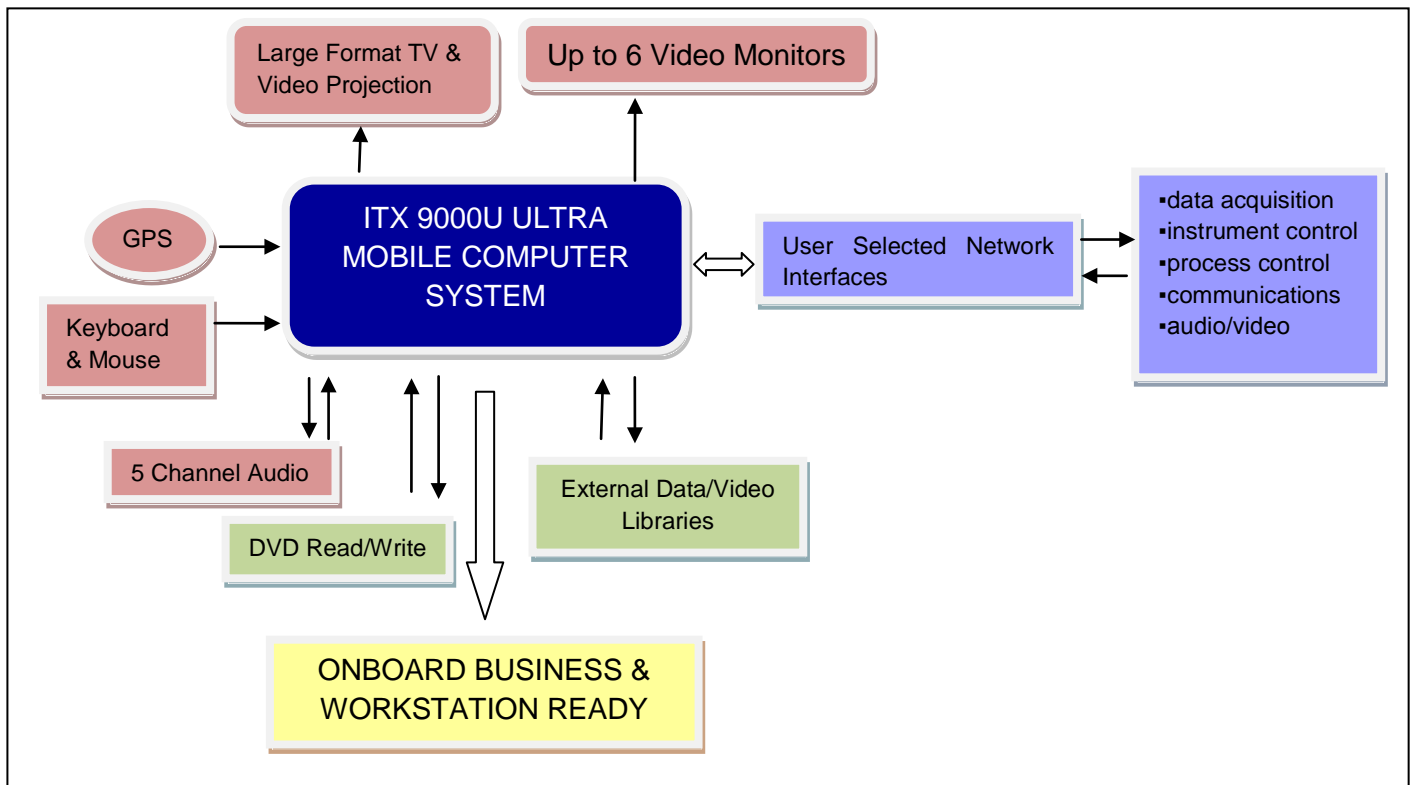 Large Format TV &
Video Projection
Up to 6 Video Monitors
GPS
ITX 9000U ULTRA
MOBILE COMPUTER
SYSTEM
User Selected Network
Interfaces
▪data acquisition
▪instrument control
▪process control
▪communications
▪audio/video
Keyboard
& Mouse
5 Channel Audio
DVD Read/Write
External Data/Video
Libraries
ONBOARD BUSINESS &
WORKSTATION READY